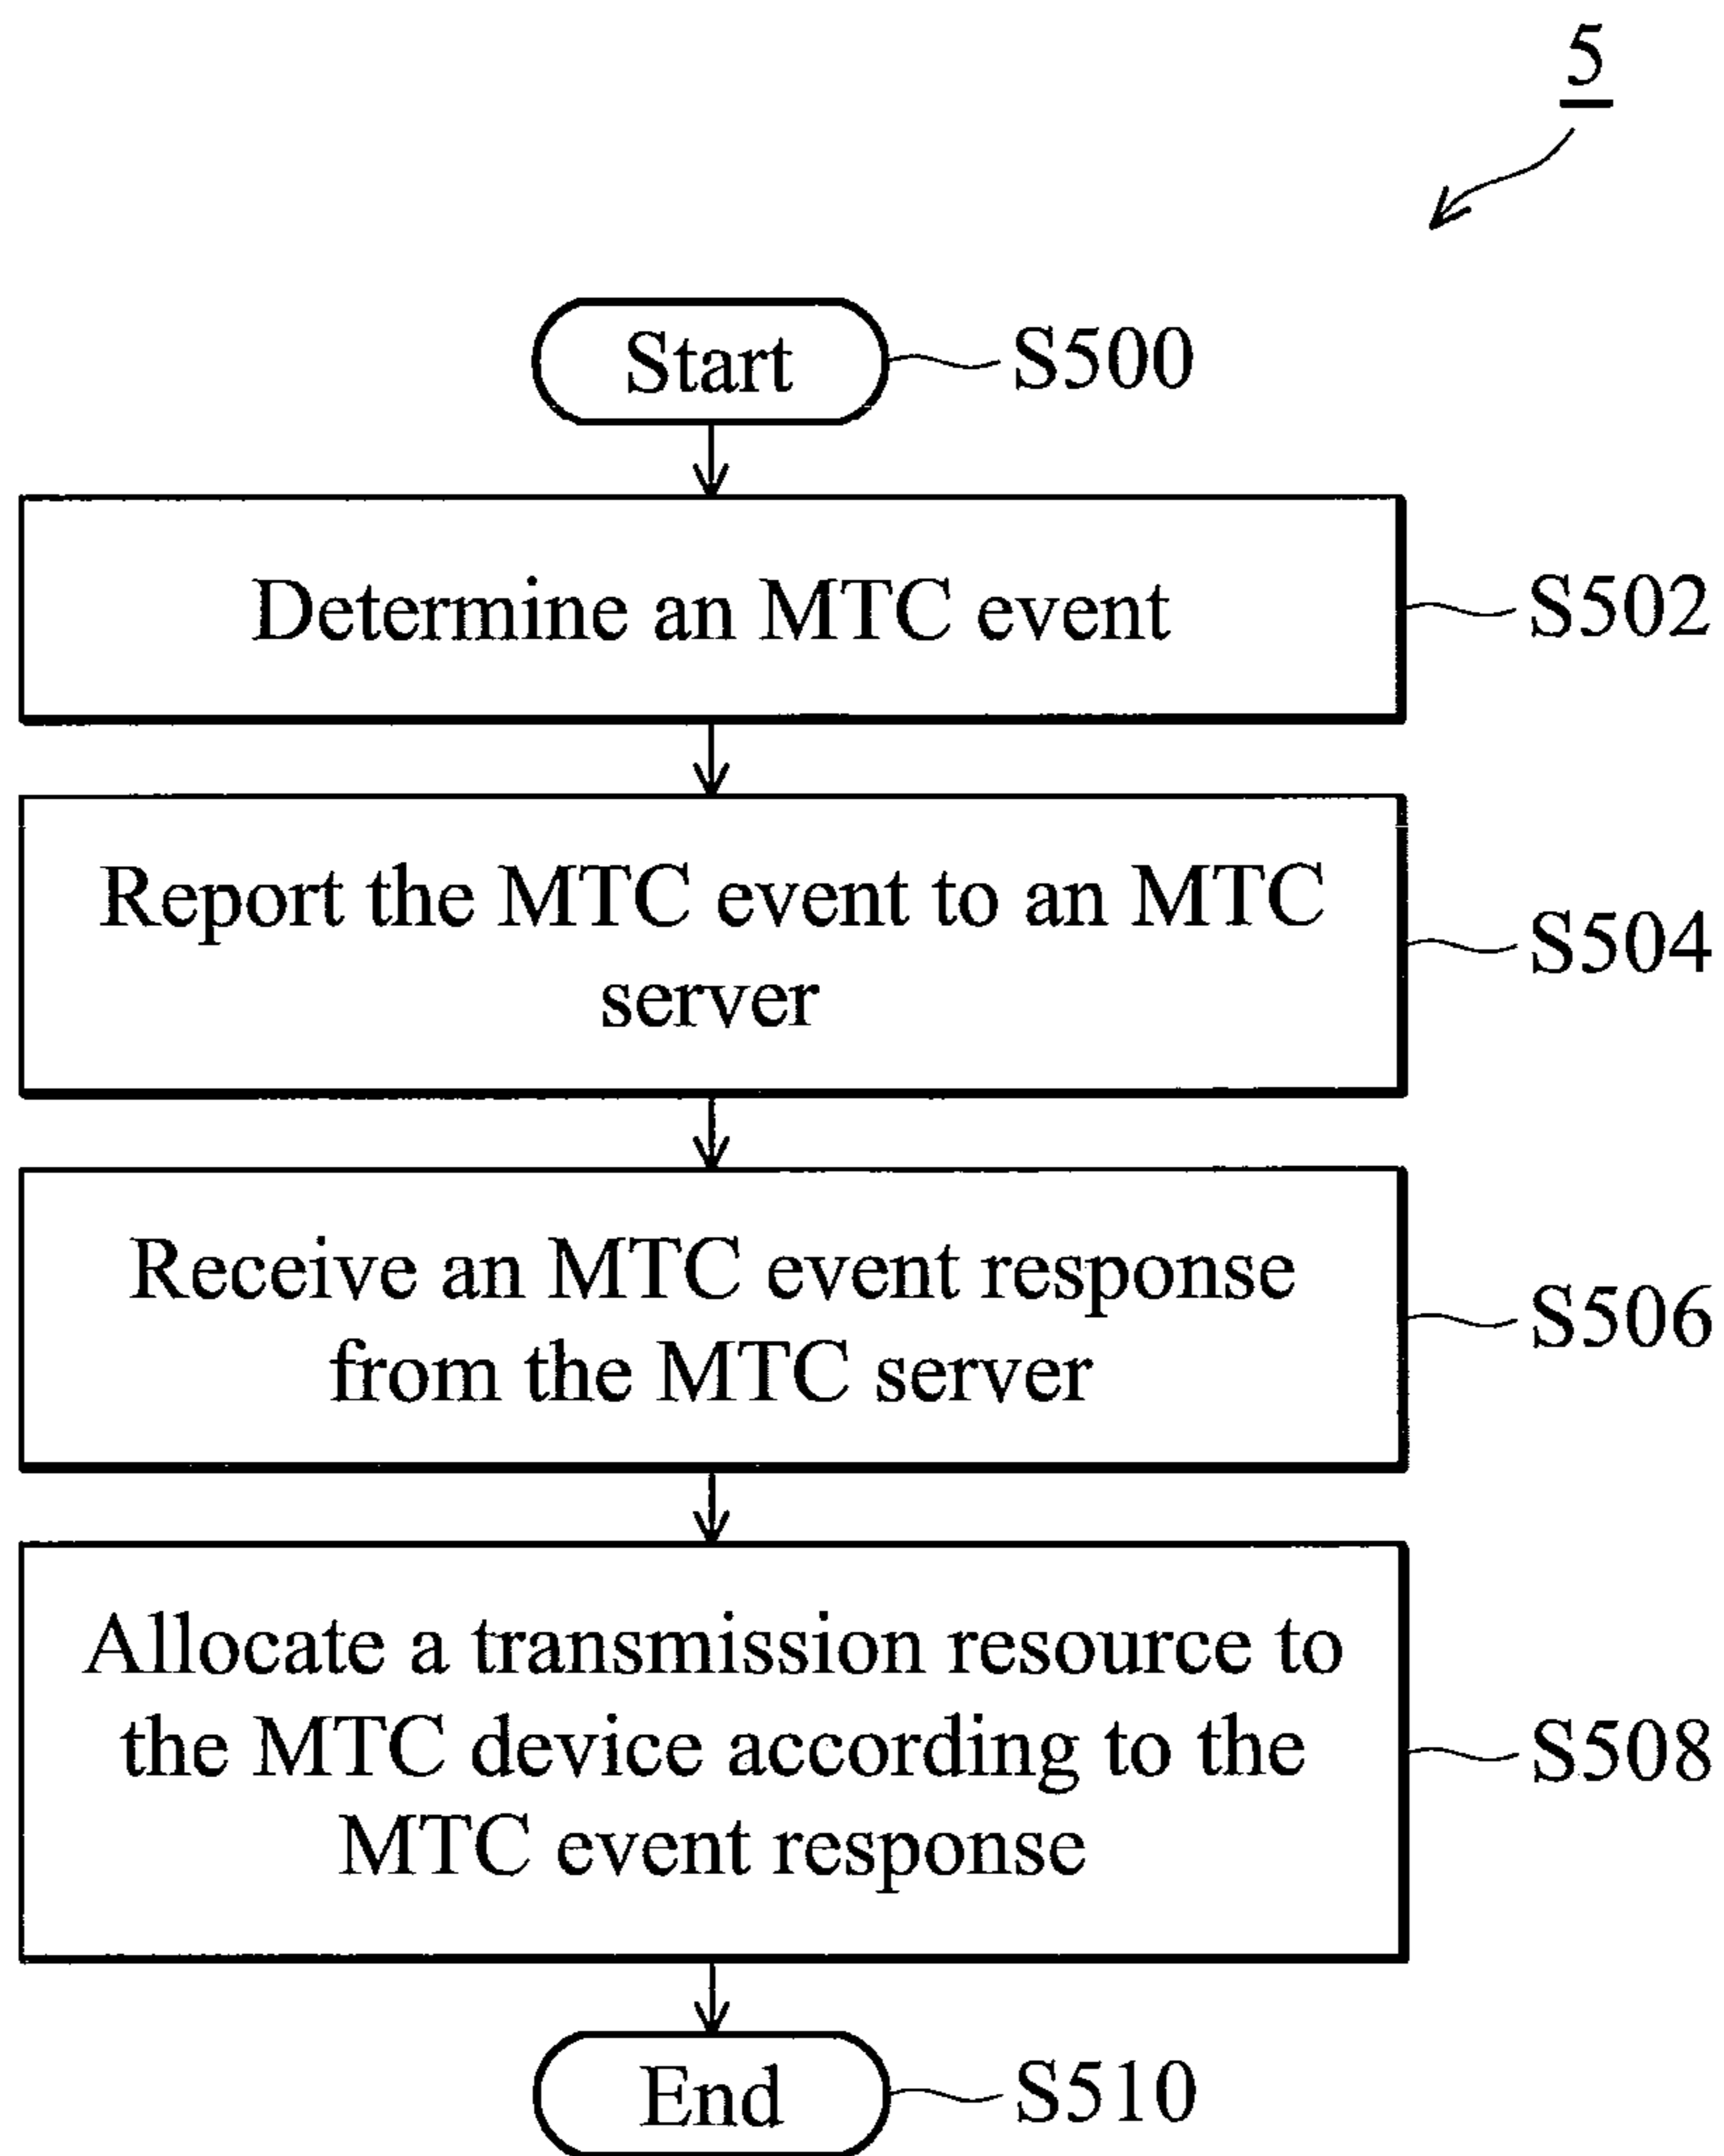 5
Start
S500
Determine an MTC event
S502
Report the MTC event to an MTC
server
S504
Receive an MTC event response
from the MTC server
S506
Allocate a transmission resource to
the MTC device according to the
MTC event response
S508
End
S510